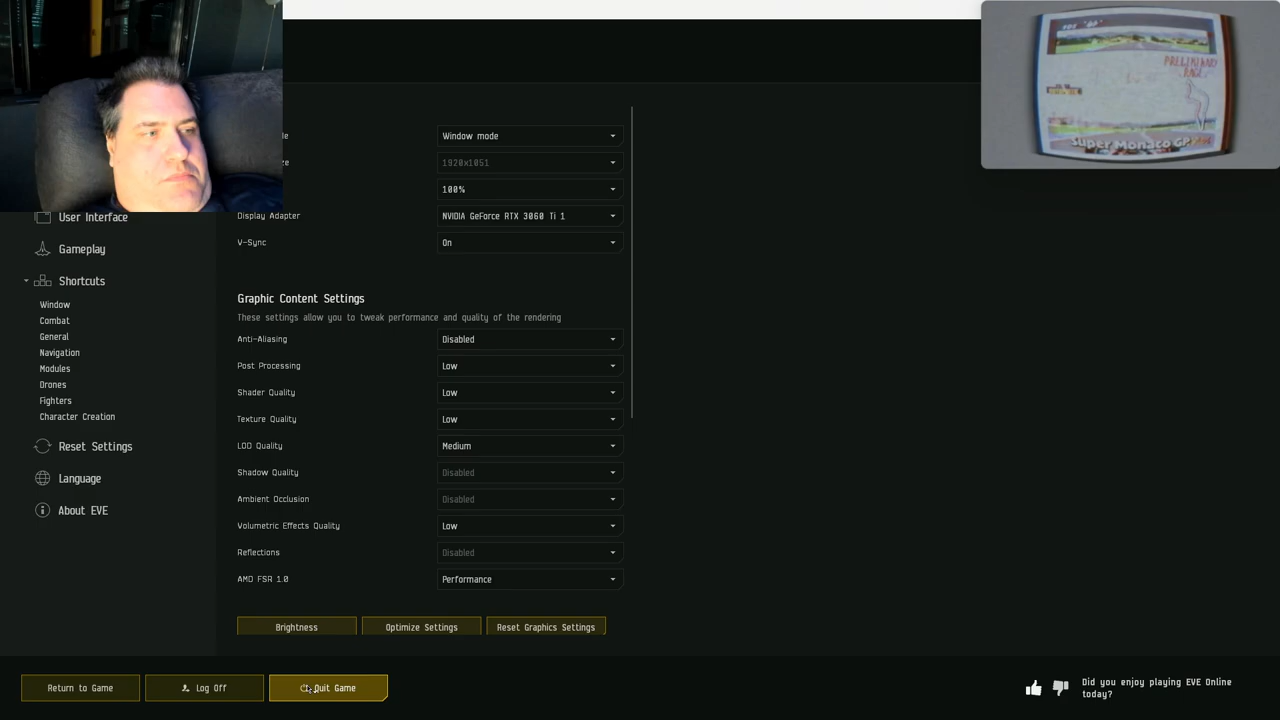 Window mode
1920x1051
100%
Display Adapter NVIDIA GeForce RTX 3060 Ti 1
V-Sync On
Graphic Content Settings
These settings allow you to tweak performance and quality of the rendering
Anti-Aliasing Disabled
Post Processing Low
Shader Quality Low
Texture Quality Low
LOD Quality Medium
Shadow Quality Disabled
Ambient Occlusion Disabled
Volumetric Effects Quality Low
Reflections Disabled
AMD FSR 1.0 Performance
Brightness Optimize Settings Reset Graphics Settings
User Interface
Gameplay
Shortcuts
Window
Combat
General
Navigation
Modules
Drones
Fighters
Character Creation
Reset Settings
Language
About EVE
Return to Game Log Off Quit Game
Did you enjoy playing EVE Online
today?
PRELIMINARY
RACE
Super Monaco GP